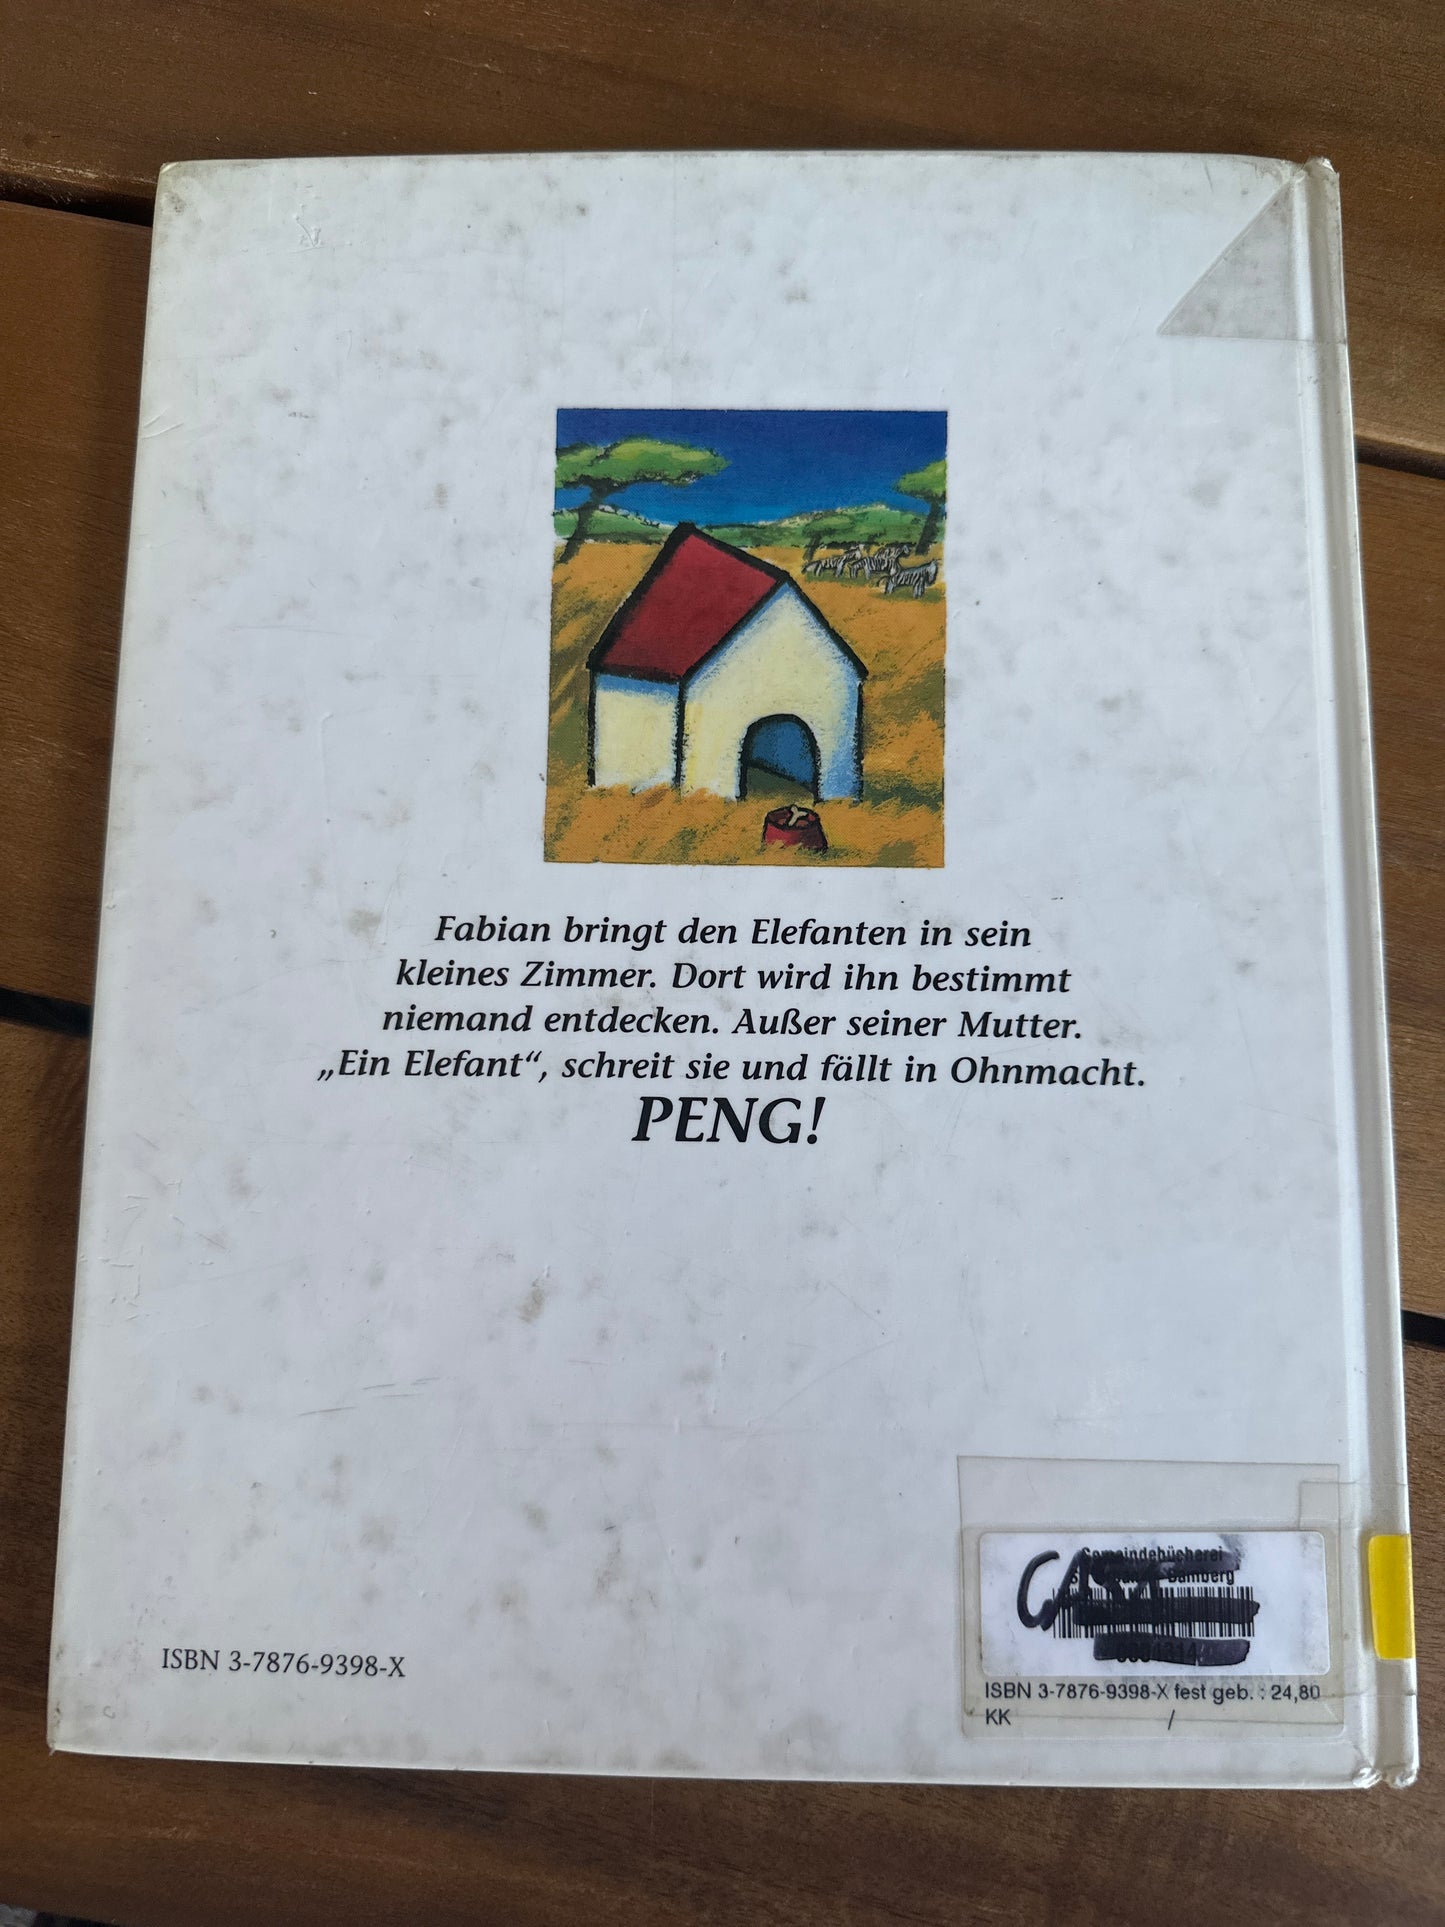 Fabian bringt den Elefanten in sein
kleines Zimmer. Dort wird ihn bestimmt
niemand entdecken. Außer seiner Mutter.
„Ein Elefant“, schreit sie und fällt in Ohnmacht.
PENG!
ISBN 3-7876-9398-X
Gemeindebücherei
Bamberg
ISBN 3-7876-9398-X fest geb. : 24,80
KK /